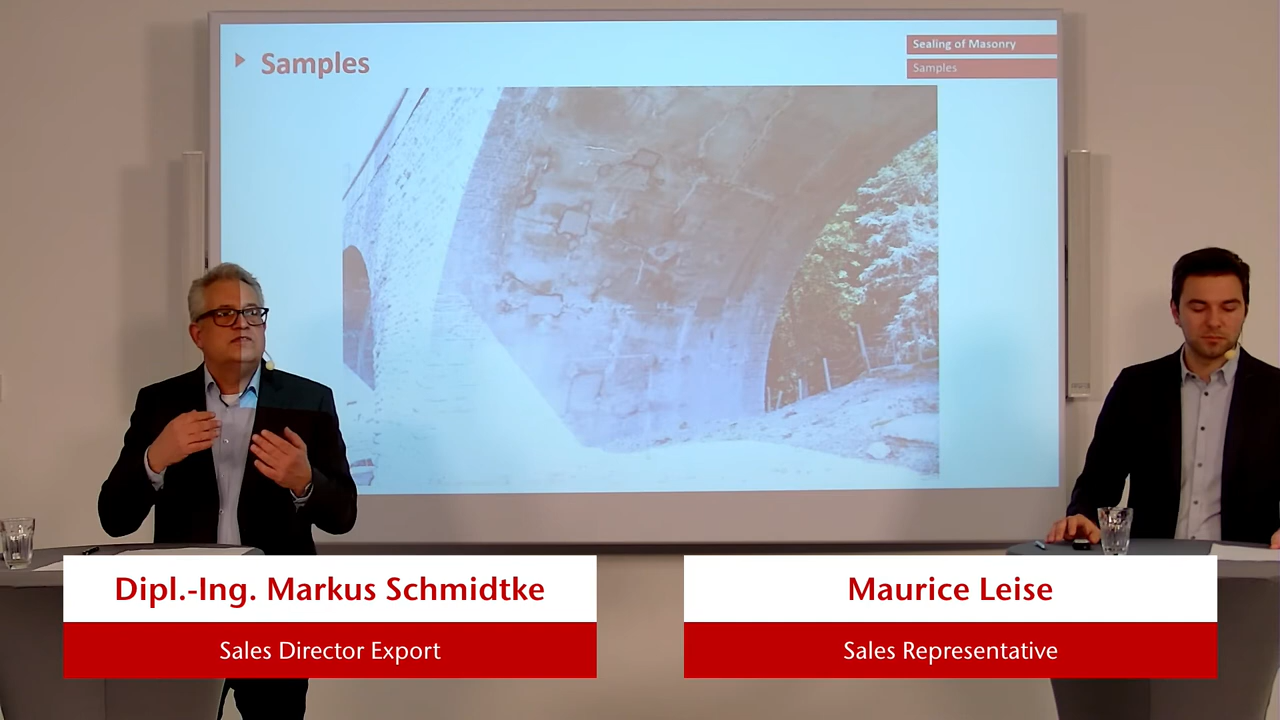 Samples
Sealing of Masonry
Samples
Dipl.-Ing. Markus Schmidtke
Sales Director Export
Maurice Leise
Sales Representative